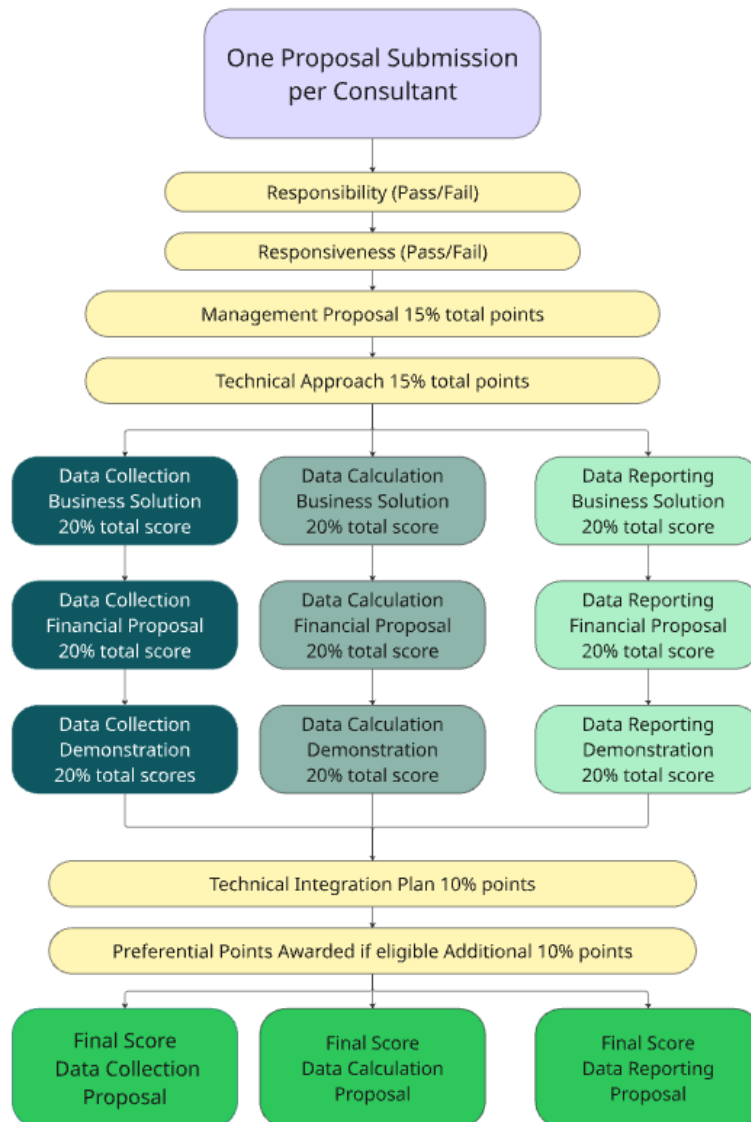 One Proposal Submission
per Consultant
Responsibility (Pass/Fail)
Responsiveness (Pass/Fail)
Management Proposal 15% total points
Technical Approach 15% total points
Data Collection
Business Solution
20% total score
Data Calculation
Business Solution
20% total score
Data Reporting
Business Solution
20% total score
Data Collection
Financial Proposal
20% total score
Data Calculation
Financial Proposal
20% total score
Data Reporting
Financial Proposal
20% total score
Data Collection
Demonstration
20% total scores
Data Calculation
Demonstration
20% total score
Data Reporting
Demonstration
20% total score
Technical Integration Plan 10% points
Preferential Points Awarded if eligible Additional 10% points
Final Score
Data Collection
Proposal
Final Score
Data Calculation
Proposal
Final Score
Data Reporting
Proposal